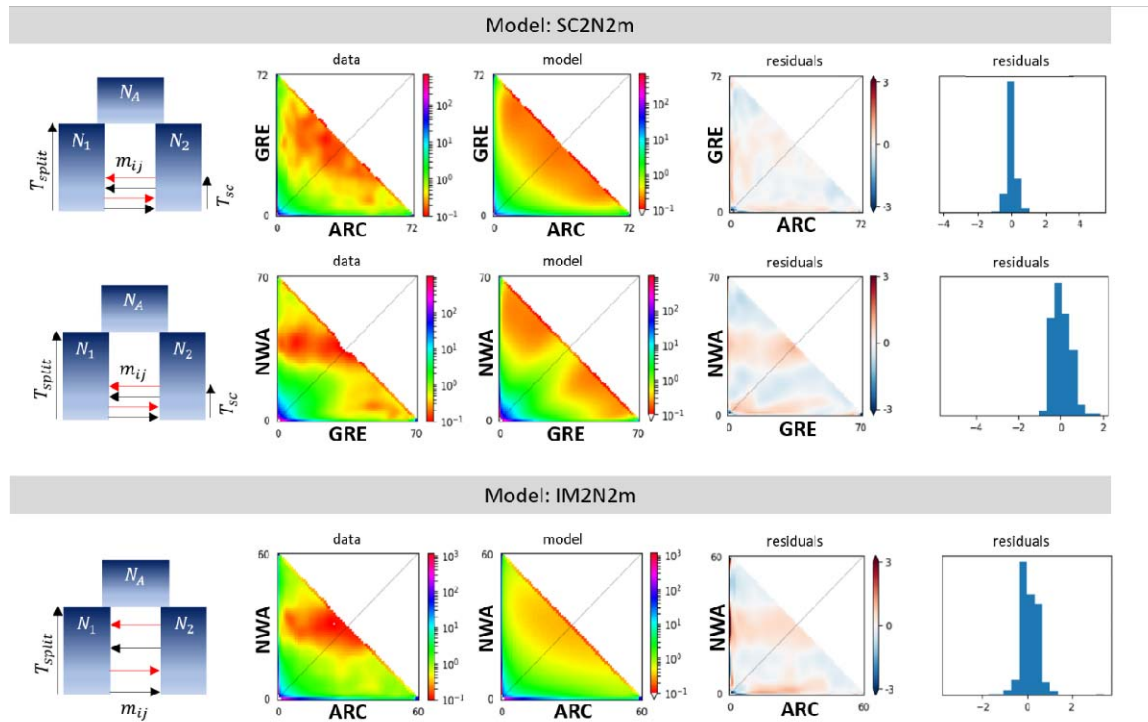 Model: SC2N2m
data
model
residuals
residuals
N_A
N_1
N_2
m_ij
T_split
T_sc
GRE
72
0
ARC
72
10^2
10^1
10^0
10^-1
GRE
72
0
ARC
72
10^2
10^1
10^0
10^-1
GRE
72
0
ARC
72
3
0
-3
-4
-2
0
2
4
data
model
residuals
residuals
N_A
N_1
N_2
m_ij
T_split
T_sc
NWA
70
0
GRE
70
10^2
10^1
10^0
10^-1
NWA
70
0
GRE
70
10^2
10^1
10^0
10^-1
NWA
70
0
GRE
70
3
0
-3
-4
-2
0
2
Model: IM2N2m
data
model
residuals
residuals
N_A
N_1
N_2
T_split
m_ij
NWA
60
0
ARC
60
10^3
10^2
10^1
10^0
10^-1
NWA
60
0
ARC
60
10^3
10^2
10^1
10^0
10^-1
NWA
60
0
ARC
60
3
0
-3
-2
0
2